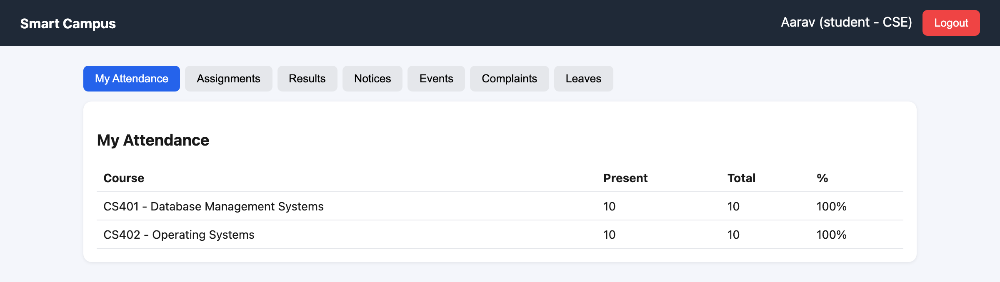 Smart Campus
Aarav (student - CSE) Logout
My Attendance Assignments Results Notices Events Complaints Leaves
My Attendance
Course Present Total %
CS401 - Database Management Systems 10 10 100%
CS402 - Operating Systems 10 10 100%